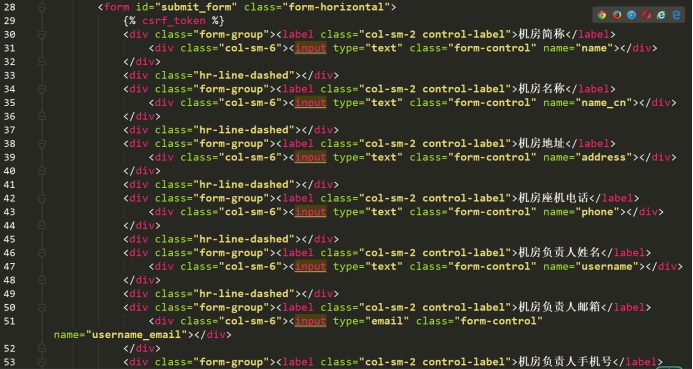 28 <form id="submit_form" class="form-horizontal">
29 {% csrf_token %}
30 <div class="form-group"><label class="col-sm-2 control-label">机房简称</label>
31 <div class="col-sm-6"><input type="text" class="form-control" name="name"></div>
32 </div>
33 <div class="hr-line-dashed"></div>
34 <div class="form-group"><label class="col-sm-2 control-label">机房名称</label>
35 <div class="col-sm-6"><input type="text" class="form-control" name="name_cn"></div>
36 </div>
37 <div class="hr-line-dashed"></div>
38 <div class="form-group"><label class="col-sm-2 control-label">机房地址</label>
39 <div class="col-sm-6"><input type="text" class="form-control" name="address"></div>
40 </div>
41 <div class="hr-line-dashed"></div>
42 <div class="form-group"><label class="col-sm-2 control-label">机房座机电话</label>
43 <div class="col-sm-6"><input type="text" class="form-control" name="phone"></div>
44 </div>
45 <div class="hr-line-dashed"></div>
46 <div class="form-group"><label class="col-sm-2 control-label">机房负责人姓名</label>
47 <div class="col-sm-6"><input type="text" class="form-control" name="username"></div>
48 </div>
49 <div class="hr-line-dashed"></div>
50 <div class="form-group"><label class="col-sm-2 control-label">机房负责人邮箱</label>
51 <div class="col-sm-6"><input type="email" class="form-control"
name="username_email"></div>
52 </div>
53 <div class="form-group"><label class="col-sm-2 control-label">机房负责人手机号</label>